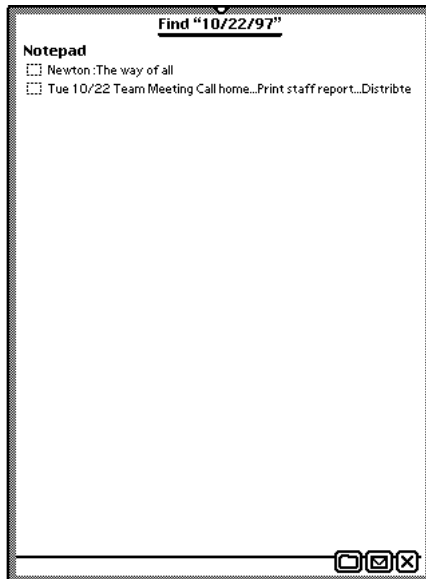 Find “10/22/97”
Notepad
Newton :The way of all
Tue 10/22 Team Meeting Call home...Print staff report...Distribte